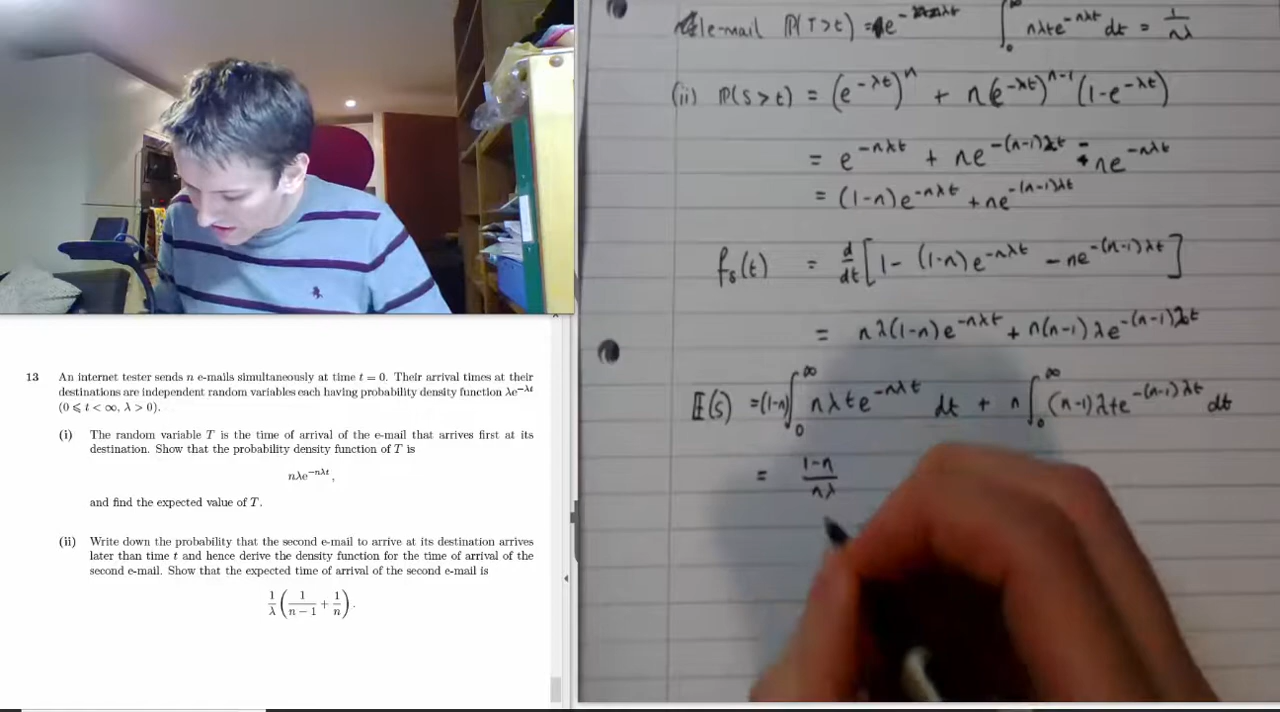 13 An internet tester sends n e-mails simultaneously at time t = 0. Their arrival times at their
destinations are independent random variables each having probability density function λe^{−λt}
(0 ⩽ t < ∞, λ > 0).
(i) The random variable T is the time of arrival of the e-mail that arrives first at its
destination. Show that the probability density function of T is
nλe^{−nλt},
and find the expected value of T.
(ii) Write down the probability that the second e-mail to arrive at its destination arrives
later than time t and hence derive the density function for the time of arrival of the
second e-mail. Show that the expected time of arrival of the second e-mail is
1/λ (1/(n − 1) + 1/n).
e-mail ℙ(T>t) = e^{-nλt} ∫_0^∞ nλte^{-nλt} dt = 1/(nλ)
(ii) ℙ(S>t) = (e^{-λt})^n + n(e^{-λt})^{n-1} (1-e^{-λt})
= e^{-nλt} + ne^{-(n-1)λt} - ne^{-nλt}
= (1-n)e^{-nλt} + ne^{-(n-1)λt}
f_s(t) = d/dt [1 - (1-n)e^{-nλt} - ne^{-(n-1)λt}]
= nλ(1-n)e^{-nλt} + n(n-1)λe^{-(n-1)λt}
𝔼(S) = (1-n)∫_0^∞ nλte^{-nλt} dt + n∫_0^∞ (n-1)λte^{-(n-1)λt} dt
= (1-n)/(nλ)